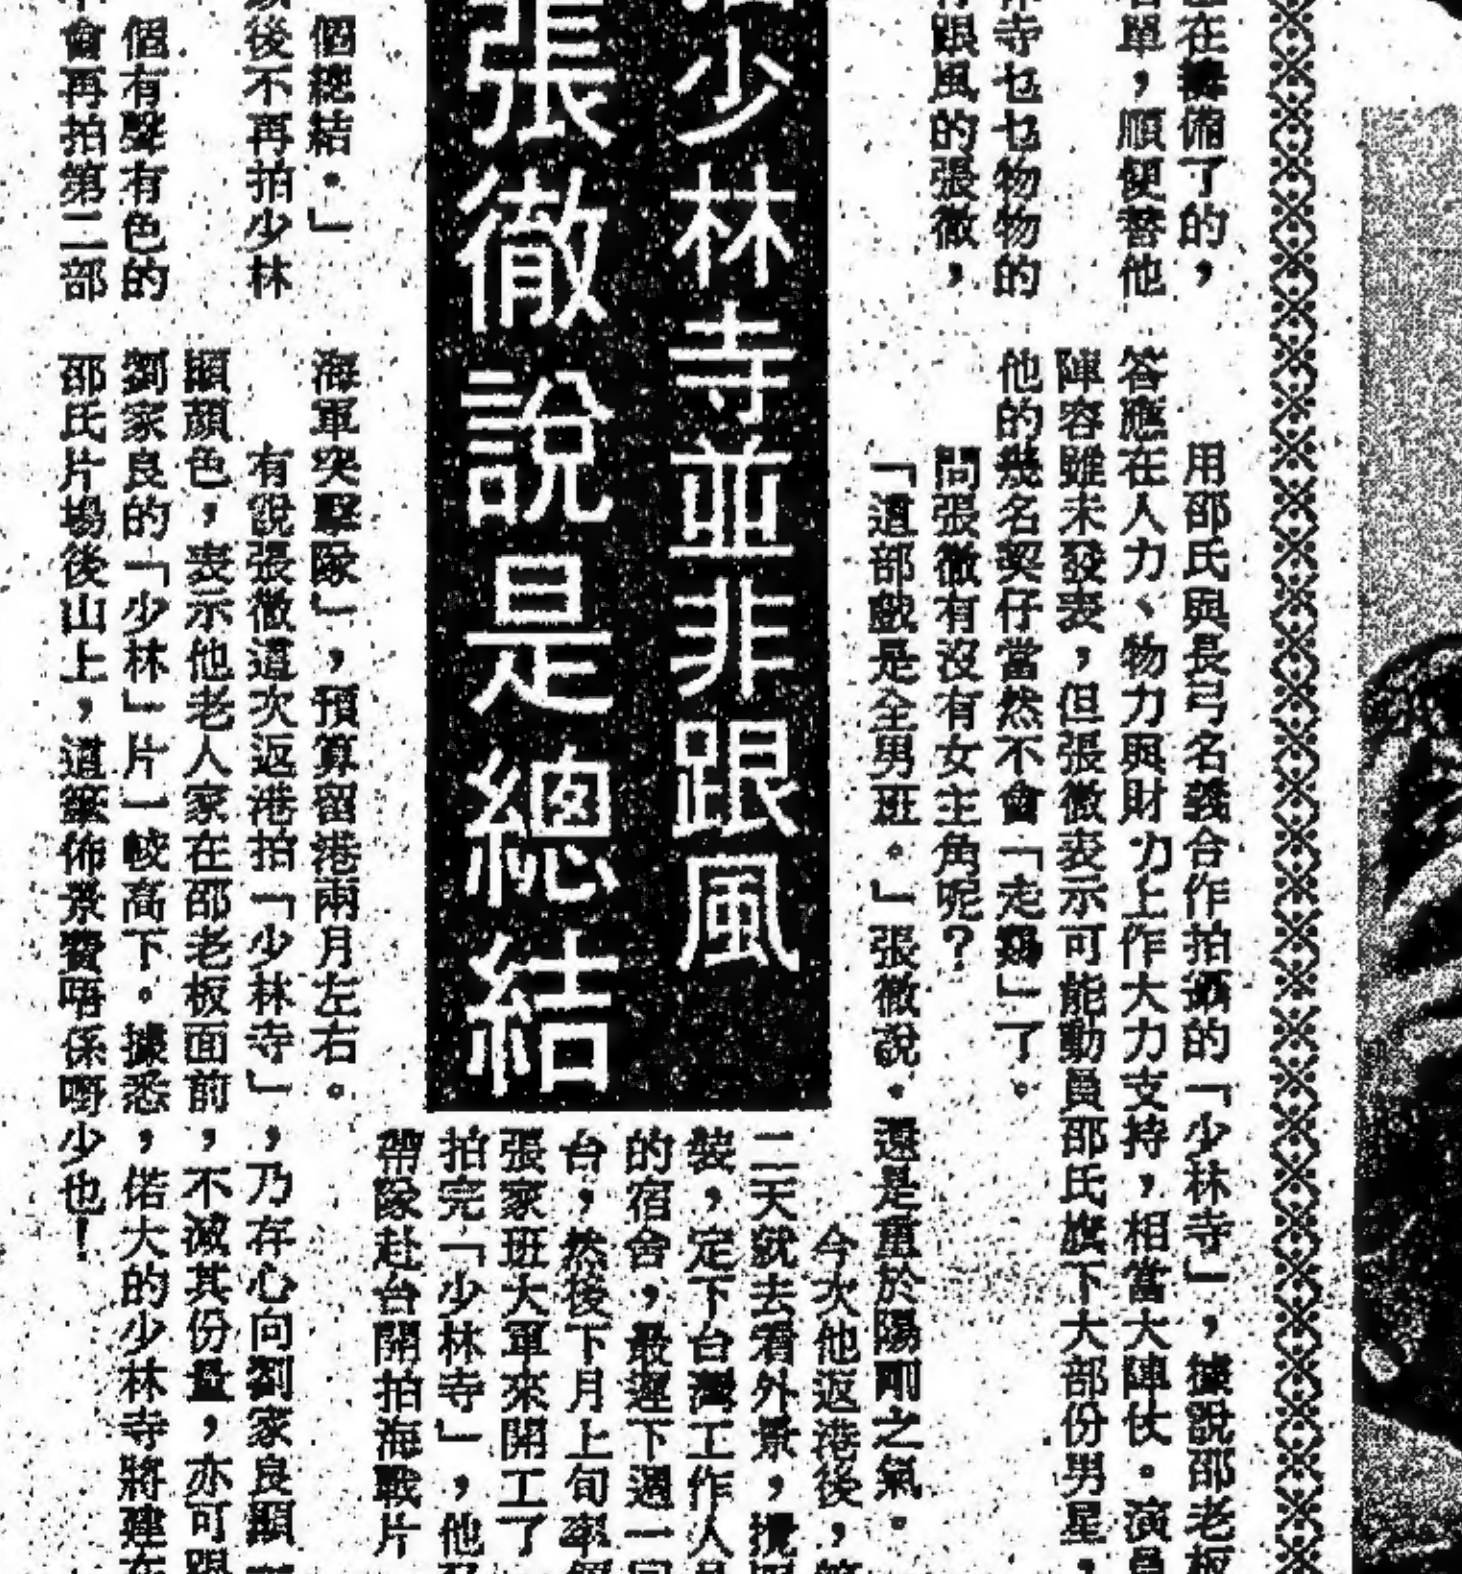 在籌備了的,
單,順便替他
寺乜乜物物的
跟風的張徹,
少林寺並非跟風
張徹說是總結
個總結。」
後不再拍少林
個有聲有色的
會再拍第二部
用邵氏與長弓名義合作拍攝的「少林寺」,據說邵老板
答應在人力、物力與財力上作大力支持,相當大陣仗。演員
陣容雖未發表,但張徹表示可能動員邵氏旗下大部份男星,
他的幾名契仔當然不會「走鷄」了。
問張徹有沒有女主角呢?
「這部戲是全男班。」張徹說。還是重於陽剛之氣。
今次他返港後,
二天就去看外景,攪
裝,定下台灣工作人
的宿舍,最遲下週一
台,然後下月上旬率
張家班大軍來開工了
拍完「少林寺」,他
帶隊赴台開拍海戰片
海軍突擊隊」,預算留港兩月左右。
有說張徹這次返港拍「少林寺」,乃存心向劉家良顯一
顯顏色,表示他老人家在邵老板面前,不減其份量,亦可跟
劉家良的「少林」片一較高下。據悉,偌大的少林寺將建在
邵氏片場後山上,這筆佈景費唔係嘢少也!